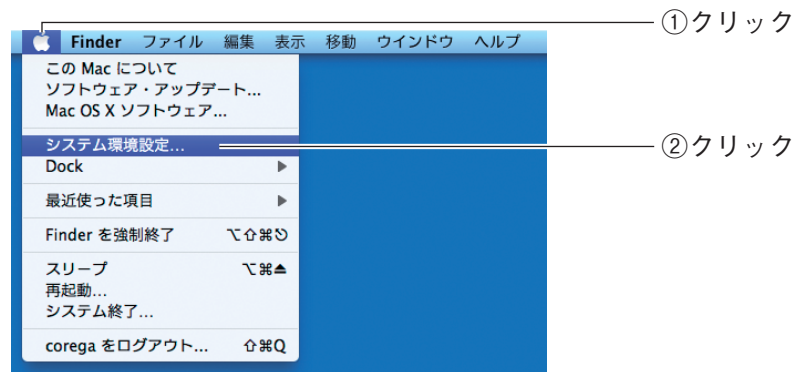 ①クリック
Finder ファイル 編集 表示 移動 ウインドウ ヘルプ
この Mac について
ソフトウェア・アップデート...
Mac OS X ソフトウェア...
システム環境設定...
②クリック
Dock ▶
最近使った項目 ▶
Finder を強制終了 ⌥⇧⌘⎋
スリープ ⌥⌘⏏
再起動...
システム終了...
corega をログアウト... ⇧⌘Q